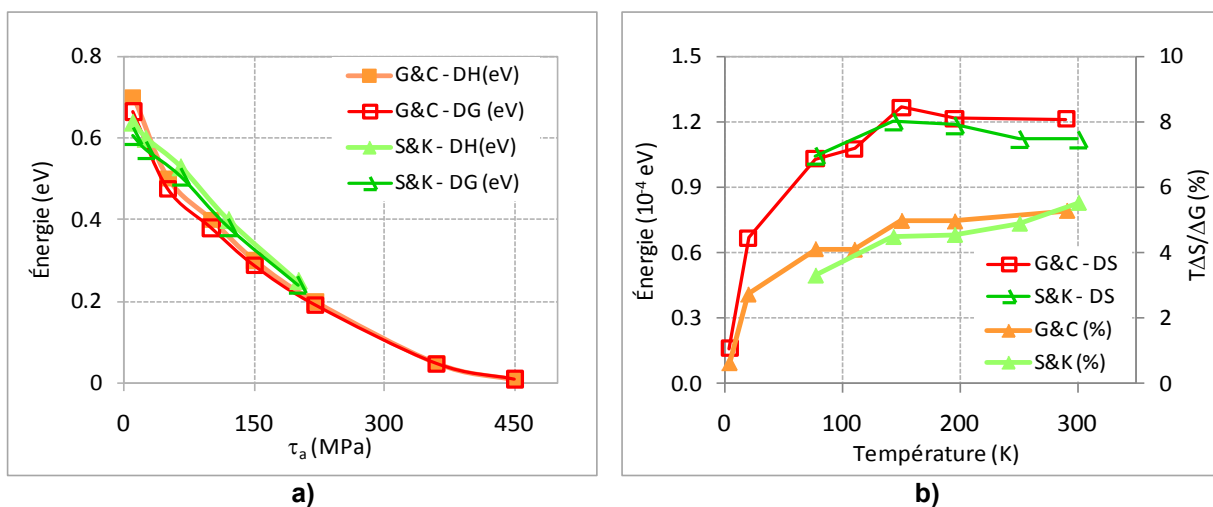 0.8
0.6
0.4
0.2
0
Énergie (eV)
0
150
300
450
τa (MPa)
G&C - DH(eV)
G&C - DG (eV)
S&K - DH(eV)
S&K - DG (eV)
a)
1.5
1.2
0.9
0.6
0.3
0.0
Énergie (10-4 eV)
10
8
6
4
2
0
TΔS/ΔG (%)
0
100
200
300
Température (K)
G&C - DS
S&K - DS
G&C (%)
S&K (%)
b)